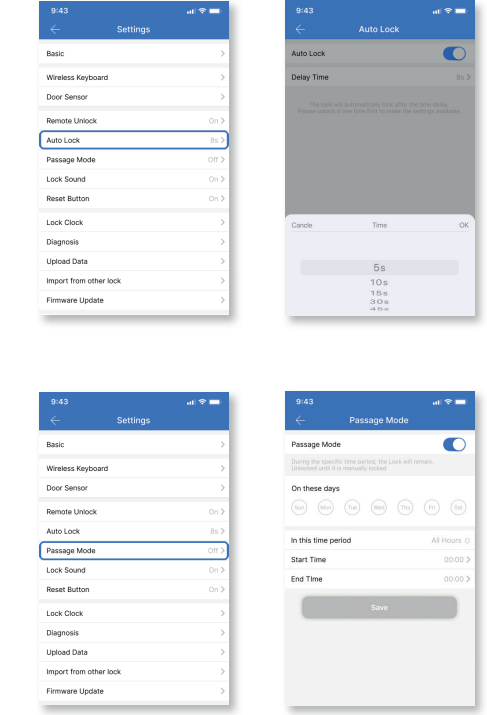 9:43
Settings
Basic
Wireless Keyboard
Door Sensor
Remote Unlock On
Auto Lock 8s
Passage Mode Off
Lock Sound On
Reset Button On
Lock Clock
Diagnosis
Upload Data
Import from other lock
Firmware Update
9:43
Auto Lock
Auto Lock
Delay Time 8s
The lock will automatically lock after the time delay.
Please unlock it one time first to make the settings available
Cancle Time OK
5s
10s
15s
30s
45s
9:43
Settings
Basic
Wireless Keyboard
Door Sensor
Remote Unlock On
Auto Lock 8s
Passage Mode Off
Lock Sound On
Reset Button On
Lock Clock
Diagnosis
Upload Data
Import from other lock
Firmware Update
9:43
Passage Mode
Passage Mode
During the specific time period, the Lock will remain.
Unlocked until it is manually locked
On these days
Sun Mon Tue Wed Thu Fri Sat
In this time period All Hours
Start Time 00:00
End TIme 00:00
Save